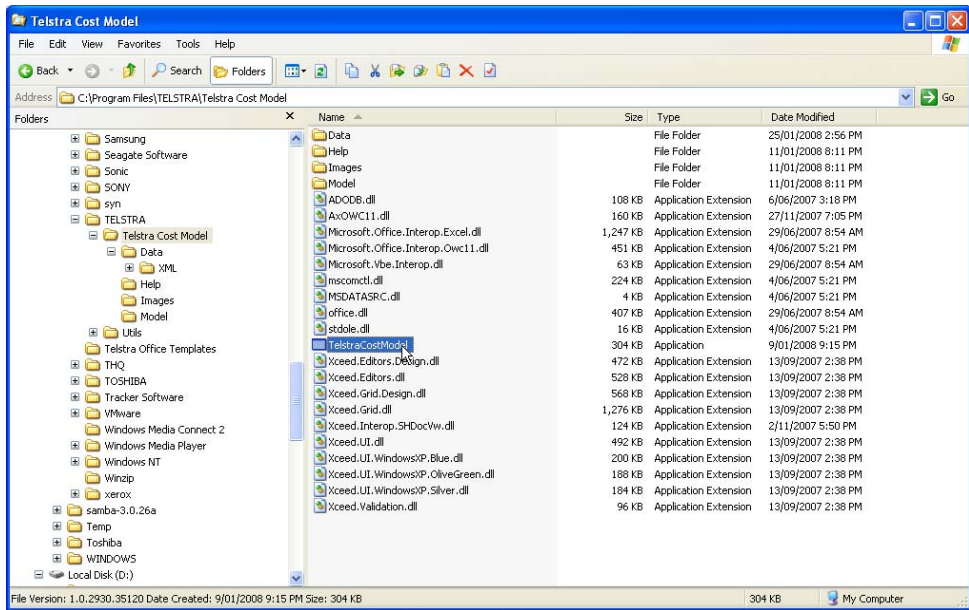 Telstra Cost Model
File Edit View Favorites Tools Help
Back Search Folders
Address C:\Program Files\TELSTRA\Telstra Cost Model Go
Folders
Samsung
Seagate Software
Sonic
SONY
syn
TELSTRA
Telstra Cost Model
Data
XML
Help
Images
Model
Utils
Telstra Office Templates
THQ
TOSHIBA
Tracker Software
VMware
Windows Media Connect 2
Windows Media Player
Windows NT
Winzip
xerox
samba-3.0.26a
Temp
Toshiba
WINDOWS
Local Disk (D:)
Name Size Type Date Modified
Data File Folder 25/01/2008 2:56 PM
Help File Folder 11/01/2008 8:11 PM
Images File Folder 11/01/2008 8:11 PM
Model File Folder 11/01/2008 8:11 PM
ADODB.dll 108 KB Application Extension 6/06/2007 3:18 PM
AxOWC11.dll 160 KB Application Extension 27/11/2007 7:05 PM
Microsoft.Office.Interop.Excel.dll 1,247 KB Application Extension 29/06/2007 8:54 AM
Microsoft.Office.Interop.Owc11.dll 451 KB Application Extension 4/06/2007 5:21 PM
Microsoft.Vbe.Interop.dll 63 KB Application Extension 29/06/2007 8:54 AM
mscomctl.dll 224 KB Application Extension 4/06/2007 5:21 PM
MSDATASRC.dll 4 KB Application Extension 4/06/2007 5:21 PM
office.dll 407 KB Application Extension 29/06/2007 8:54 AM
stdole.dll 16 KB Application Extension 4/06/2007 5:21 PM
TelstraCostModel 304 KB Application 9/01/2008 9:15 PM
Xceed.Editors.Design.dll 472 KB Application Extension 13/09/2007 2:38 PM
Xceed.Editors.dll 528 KB Application Extension 13/09/2007 2:38 PM
Xceed.Grid.Design.dll 568 KB Application Extension 13/09/2007 2:38 PM
Xceed.Grid.dll 1,276 KB Application Extension 13/09/2007 2:38 PM
Xceed.Interop.SHDocVw.dll 124 KB Application Extension 2/11/2007 5:50 PM
Xceed.UI.dll 492 KB Application Extension 13/09/2007 2:38 PM
Xceed.UI.WindowsXP.Blue.dll 200 KB Application Extension 13/09/2007 2:38 PM
Xceed.UI.WindowsXP.OliveGreen.dll 188 KB Application Extension 13/09/2007 2:38 PM
Xceed.UI.WindowsXP.Silver.dll 184 KB Application Extension 13/09/2007 2:38 PM
Xceed.Validation.dll 96 KB Application Extension 13/09/2007 2:38 PM
File Version: 1.0.2930.35120 Date Created: 9/01/2008 9:15 PM Size: 304 KB 304 KB My Computer